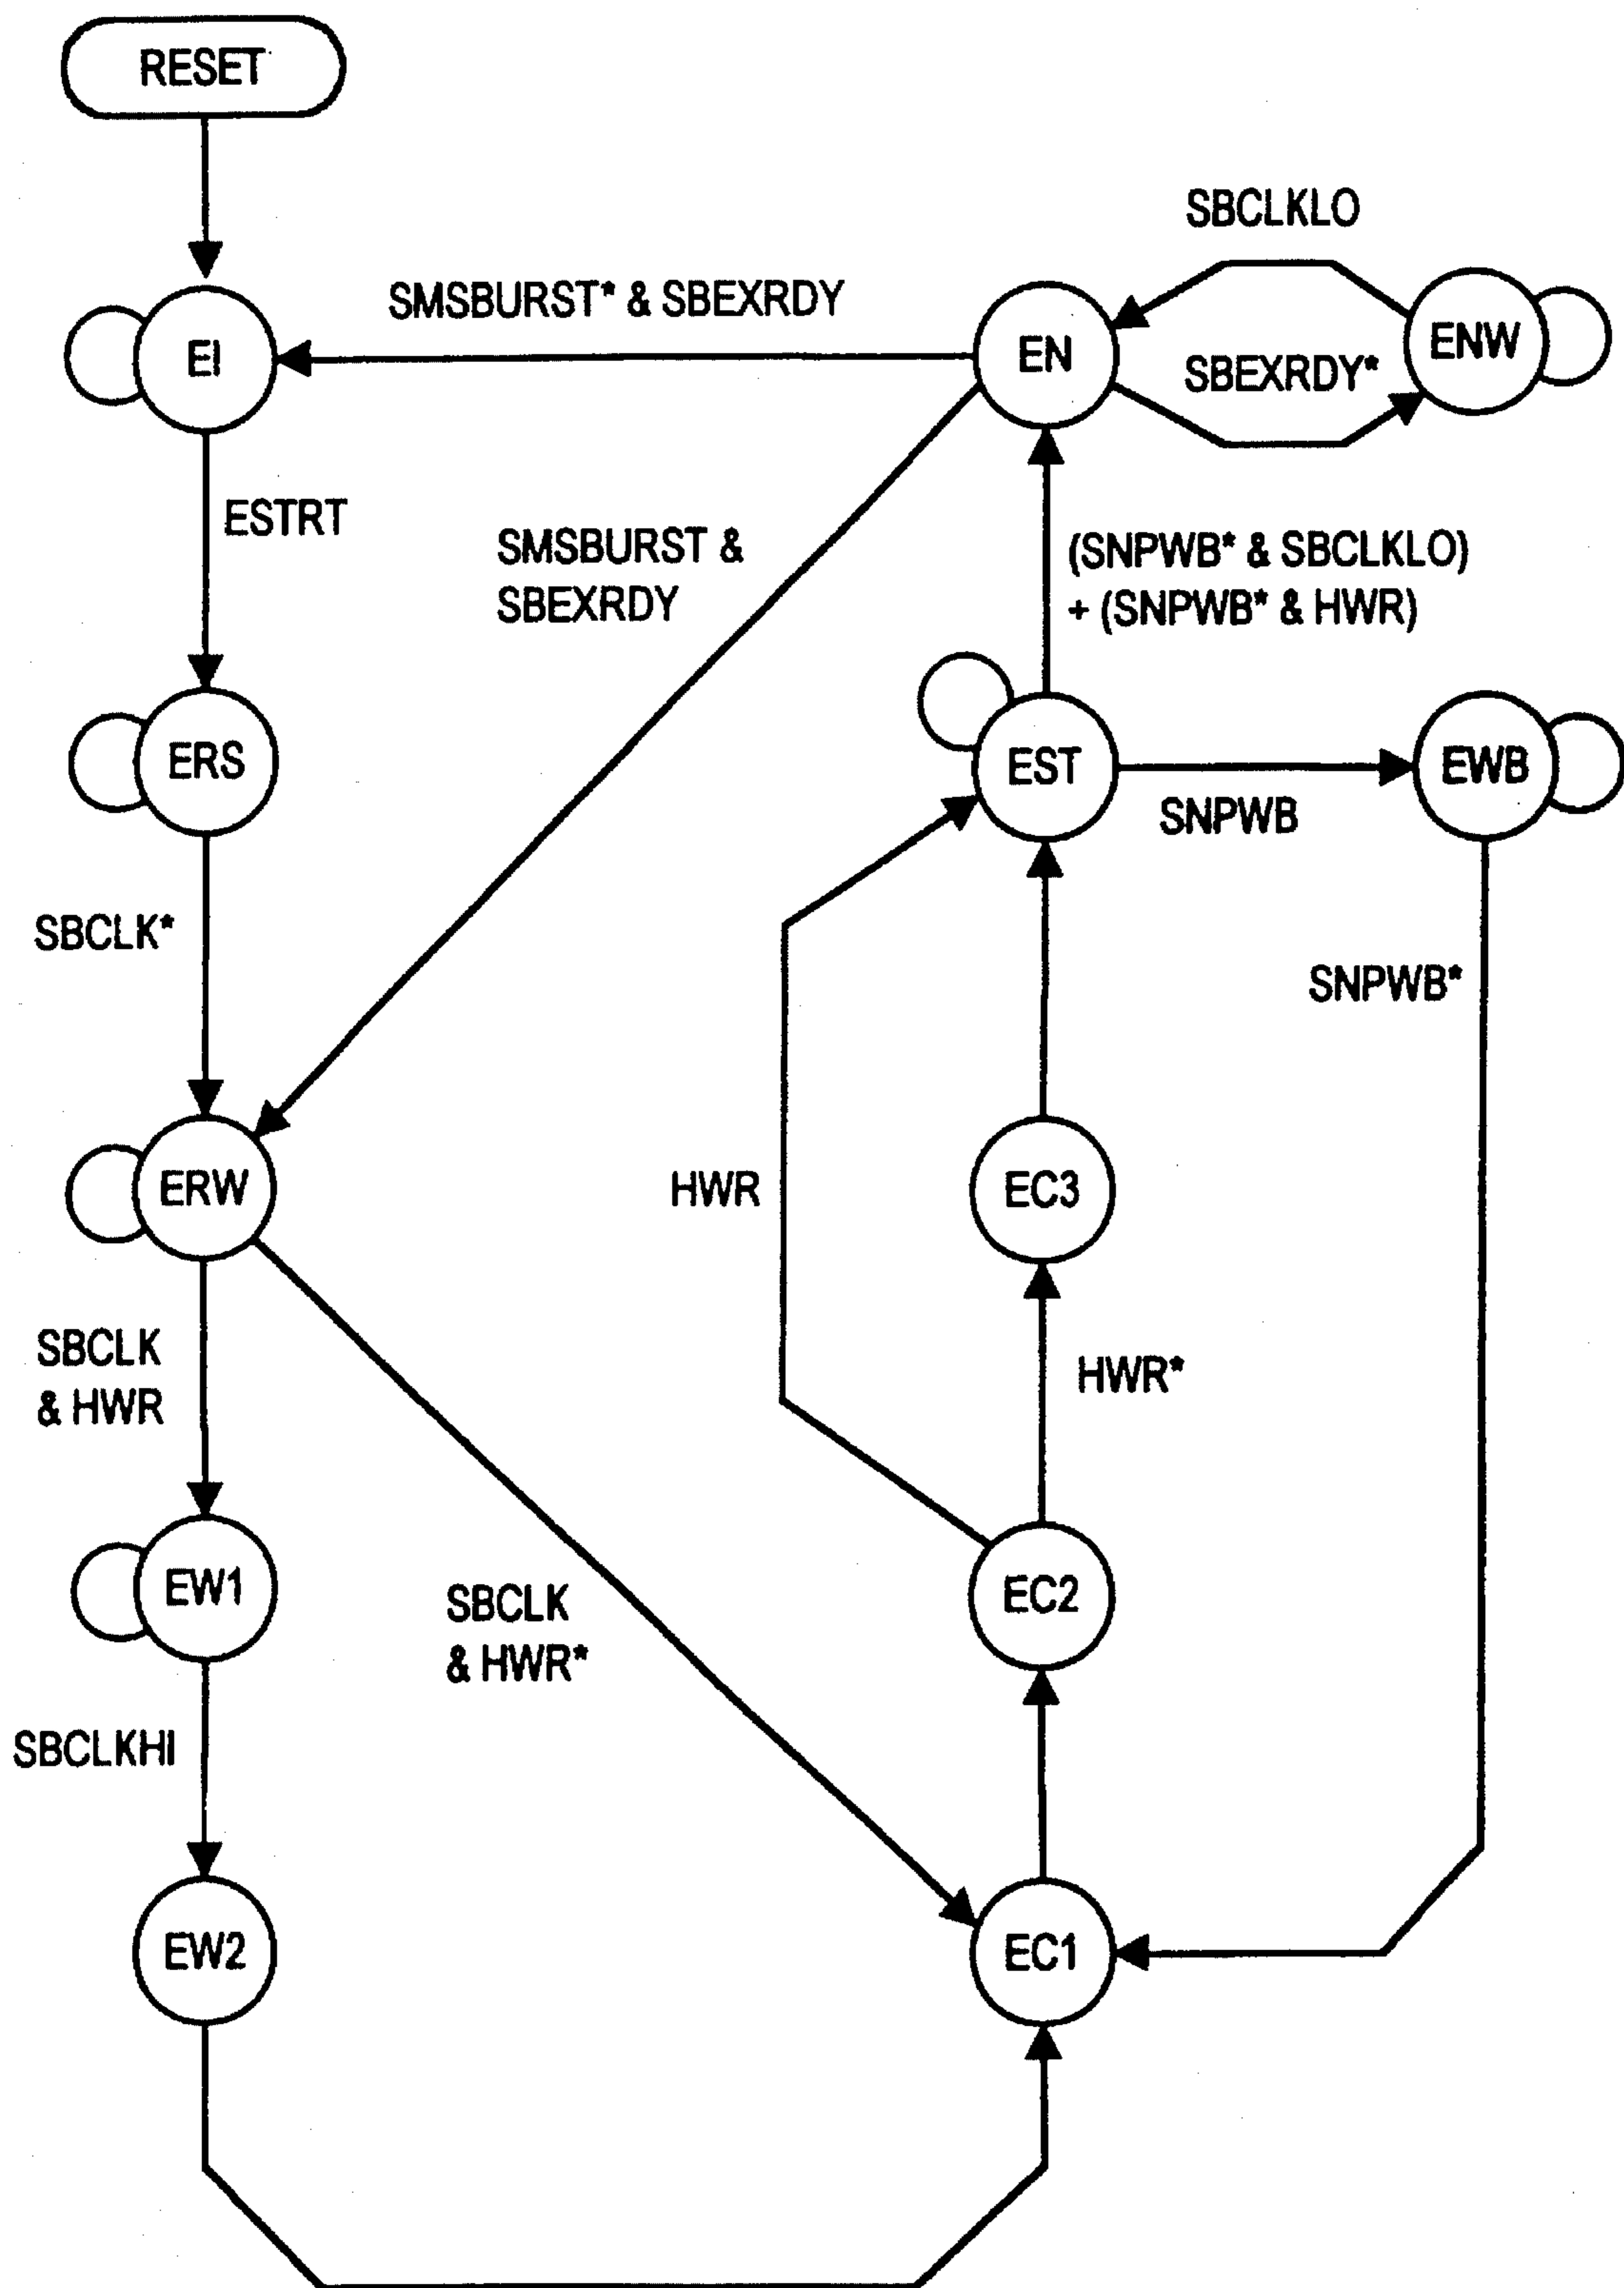 RESET
SBCLKLO
SMSBURST* & SBEXRDY
EI
EN
ENW
SBEXRDY*
ESTRT
SMSBURST &
SBEXRDY
(SNPWB* & SBCLKLO)
+ (SNPWB* & HWR)
ERS
EST
EWB
SNPWB
SBCLK*
SNPWB*
ERW
HWR
EC3
SBCLK
& HWR
HWR*
EW1
EC2
SBCLK
& HWR*
SBCLKHI
EW2
EC1